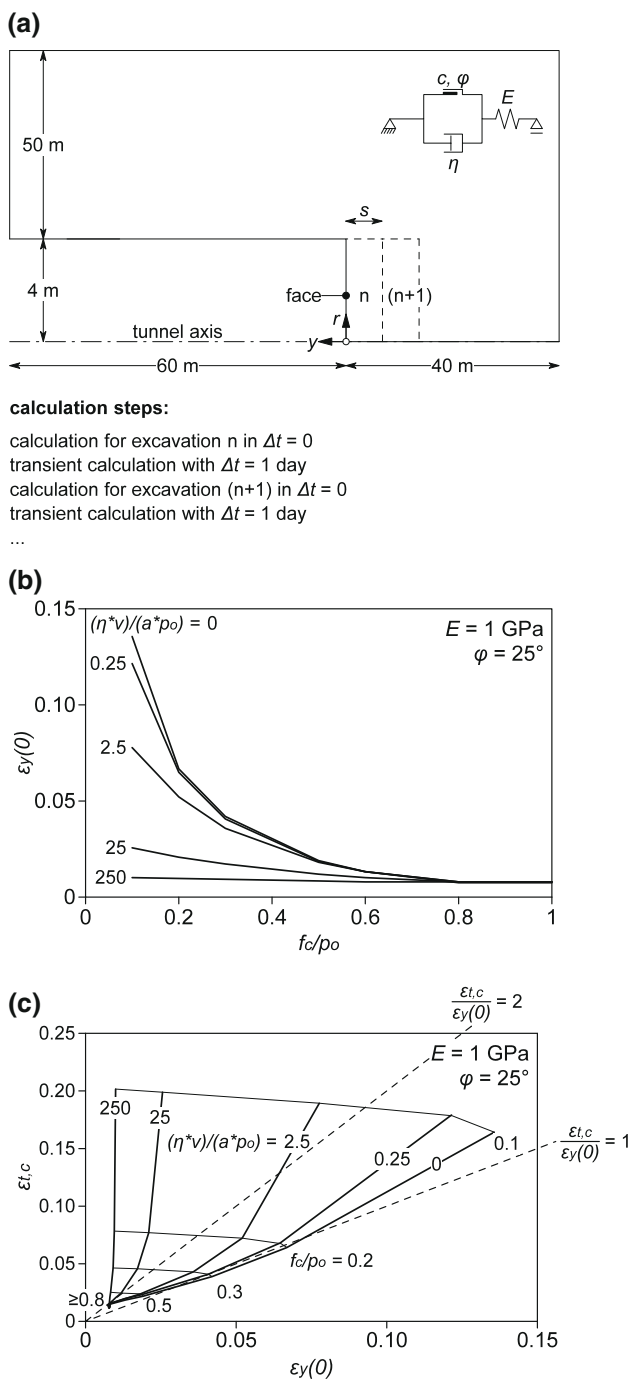 (a)
c, φ
E
η
50 m
s
4 m
face
n
(n+1)
r
tunnel axis
y
60 m
40 m
calculation steps:
calculation for excavation n in Δt = 0
transient calculation with Δt = 1 day
calculation for excavation (n+1) in Δt = 0
transient calculation with Δt = 1 day
...
(b)
0.15
(η*v)/(a*po) = 0
E = 1 GPa
φ = 25°
0.25
0.10
2.5
εy(0)
0.05
25
250
0
0 0.2 0.4 0.6 0.8 1
fc/po
(c)
εt,c/εy(0) = 2
0.25
E = 1 GPa
φ = 25°
0.20
250
25
(η*v)/(a*po) = 2.5
0.25
0
0.1
εt,c/εy(0) = 1
0.15
εt,c
0.10
fc/po = 0.2
0.05
0.3
≥0.8
0.5
0
0 0.05 0.10 0.15
εy(0)